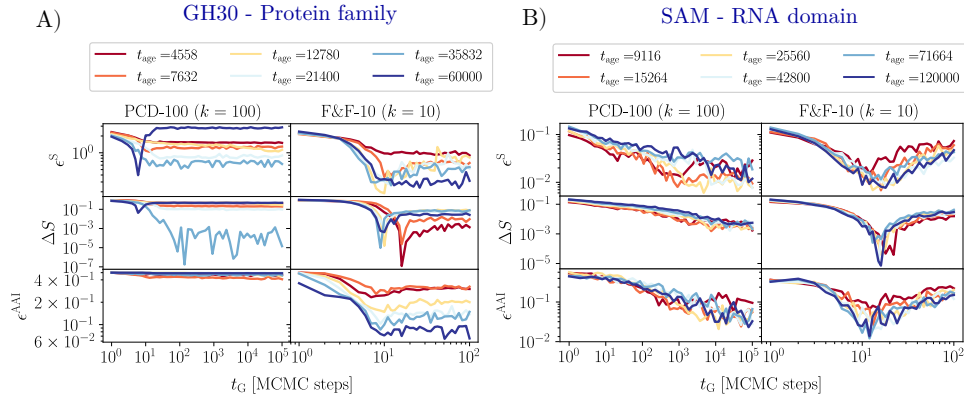 A)
GH30 - Protein family
t_age =4558
t_age =12780
t_age =35832
t_age =7632
t_age =21400
t_age =60000
PCD-100 (k = 100)
F&F-10 (k = 10)
ϵ^S
10^0
ΔS
10^-1
10^-3
10^-5
10^-7
ϵ^AAI
4 × 10^-1
2 × 10^-1
10^-1
6 × 10^-2
10^0 10^1 10^2 10^3 10^4 10^5
10^0 10^1 10^2
t_G [MCMC steps]
B)
SAM - RNA domain
t_age =9116
t_age =25560
t_age =71664
t_age =15264
t_age =42800
t_age =120000
PCD-100 (k = 100)
F&F-10 (k = 10)
ϵ^S
10^-1
10^-2
ΔS
10^-2
10^-5
ϵ^AAI
10^-1
10^-2
10^0 10^1 10^2 10^3 10^4 10^5
10^0 10^1 10^2
t_G [MCMC steps]